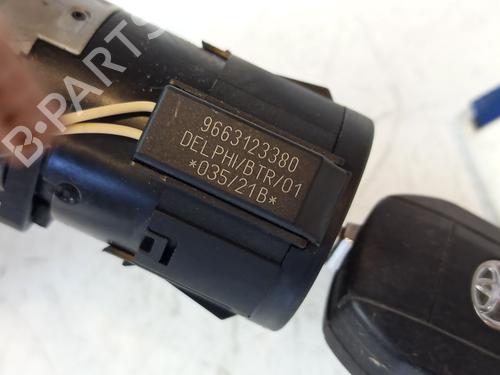 B-PARTS
9663123380
DELPHI/BTR/01
*035/21B*